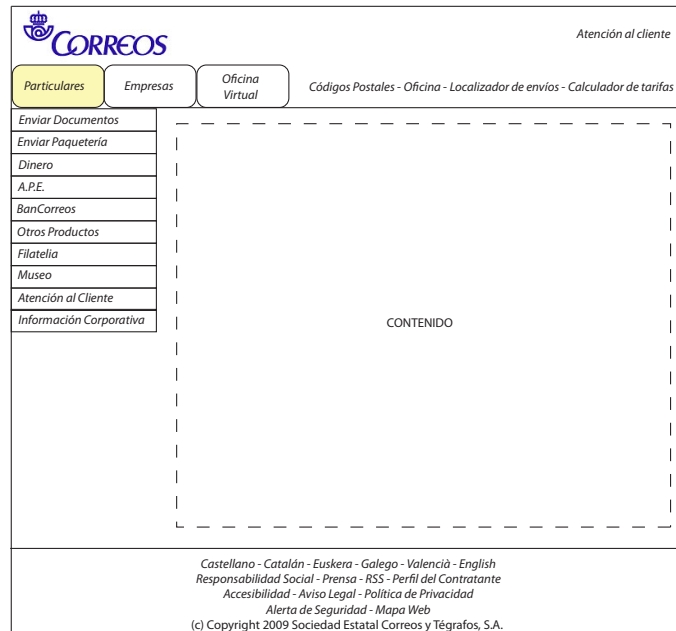 CORREOS
Atención al cliente
Particulares
Empresas
Oficina
Virtual
Códigos Postales - Oficina - Localizador de envíos - Calculador de tarifas
Enviar Documentos
Enviar Paquetería
Dinero
A.P.E.
BanCorreos
Otros Productos
Filatelia
Museo
Atención al Cliente
Información Corporativa
CONTENIDO
Castellano - Catalán - Euskera - Galego - Valencià - English
Responsabilidad Social - Prensa - RSS - Perfil del Contratante
Accesibilidad - Aviso Legal - Política de Privacidad
Alerta de Seguridad - Mapa Web
(c) Copyright 2009 Sociedad Estatal Correos y Tégrafos, S.A.